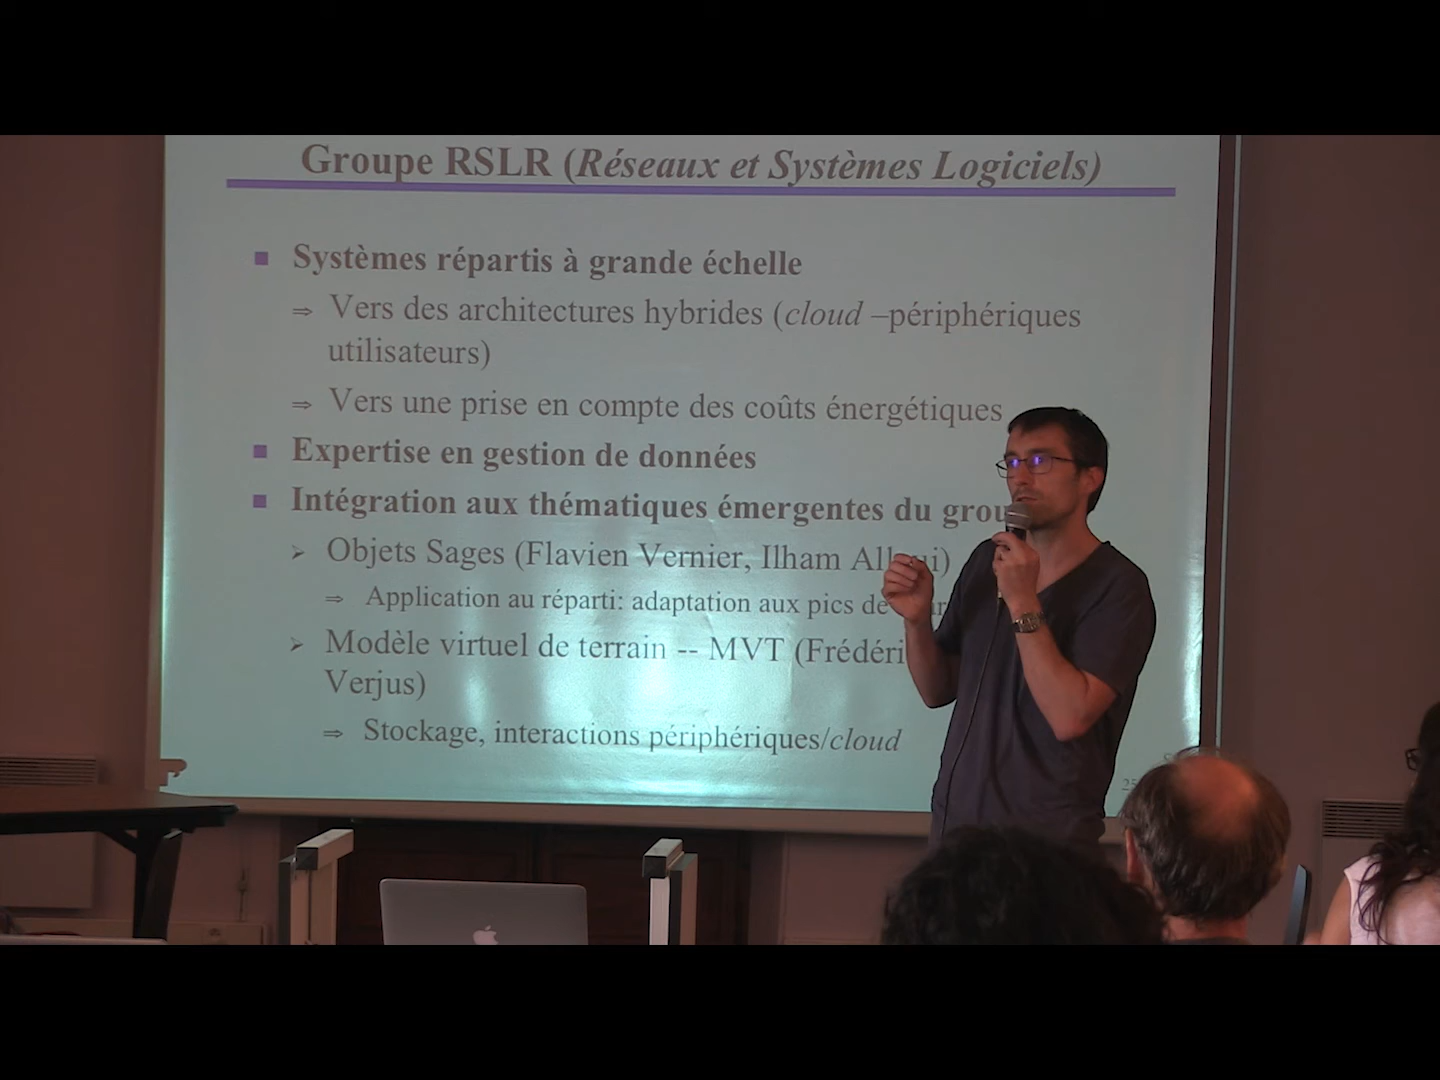 Groupe RSLR (Réseaux et Systèmes Logiciels)
Systèmes répartis à grande échelle
⇒ Vers des architectures hybrides (cloud –périphériques
utilisateurs)
⇒ Vers une prise en compte des coûts énergétiques
Expertise en gestion de données
Intégration aux thématiques émergentes du
➢ Objets Sages (Flavien Vernier, Ilham
⇒ Application au réparti: adaptation aux pics de
➢ Modèle virtuel de terrain -- MVT
Verjus)
⇒ Stockage, interactions périphériques/cloud